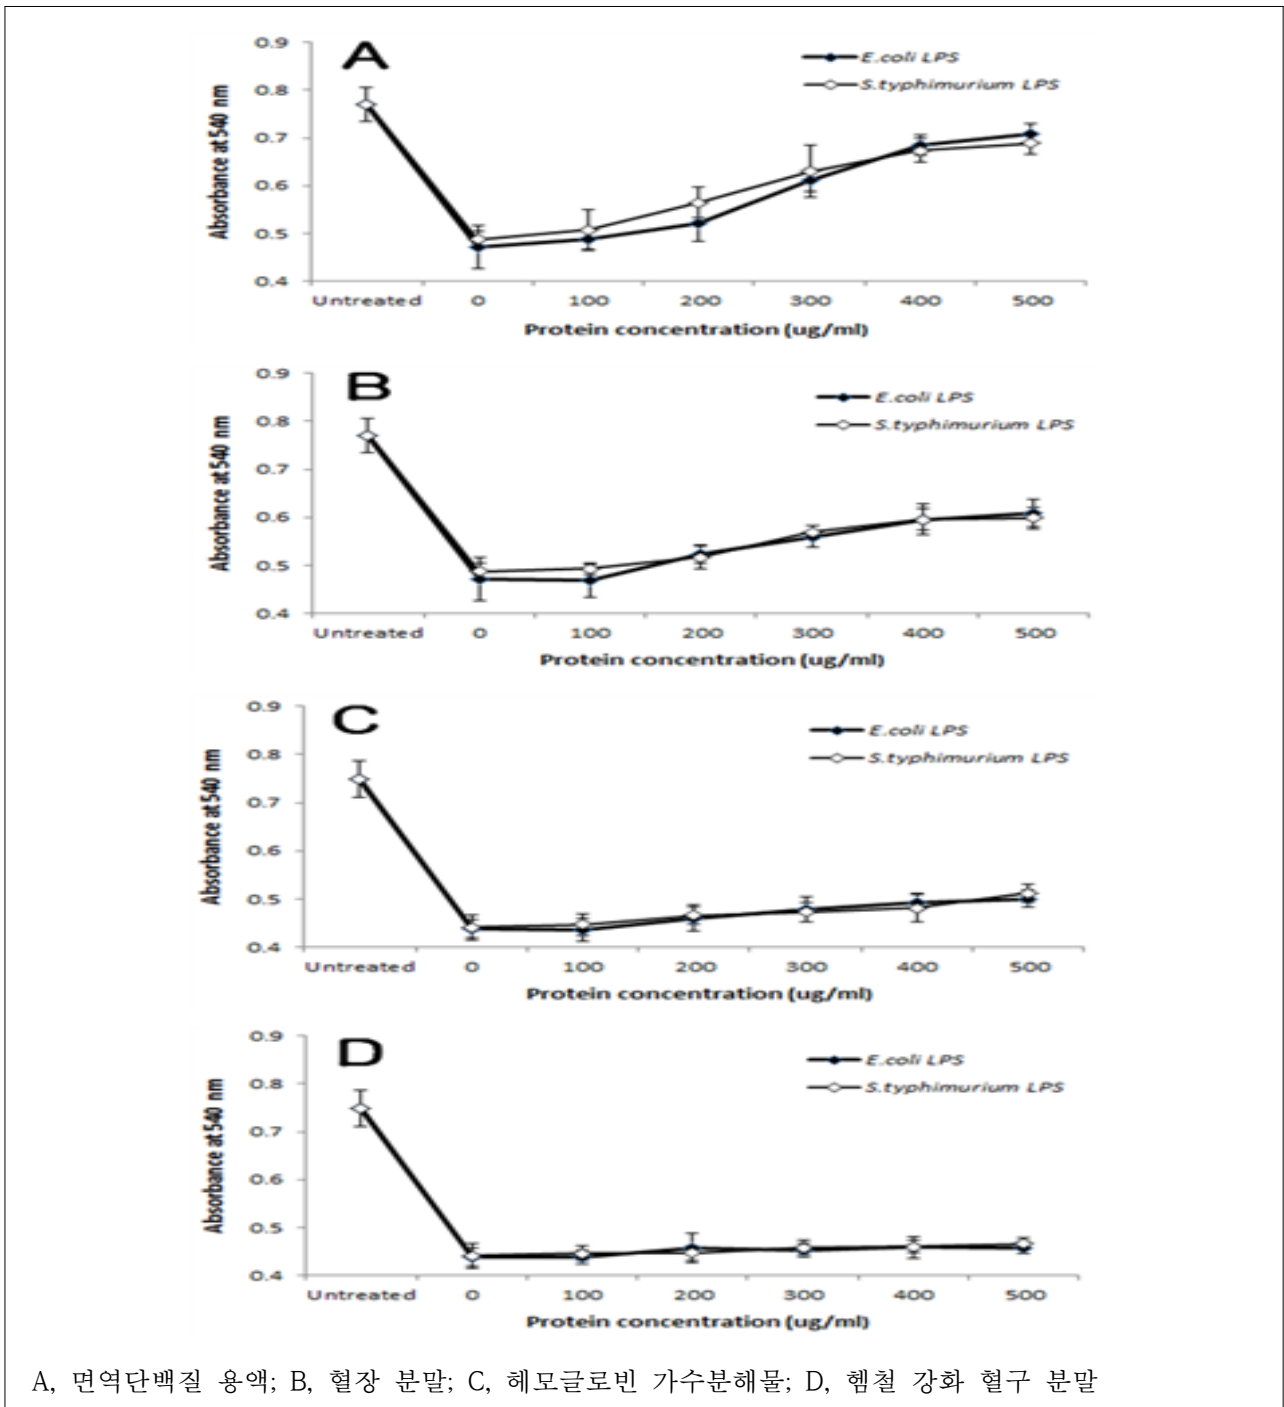 A
0.9
0.8
0.7
0.6
0.5
0.4
Absorbance at 540 nm
E.coli LPS
S.typhimurium LPS
Untreated 0 100 200 300 400 500
Protein concentration (ug/ml)
B
0.9
0.8
0.7
0.6
0.5
0.4
Absorbance at 540 nm
E.coli LPS
S.typhimurium LPS
Untreated 0 100 200 300 400 500
Protein concentration (ug/ml)
C
0.9
0.8
0.7
0.6
0.5
0.4
Absorbance at 540 nm
E.coli LPS
S.typhimurium LPS
Untreated 0 100 200 300 400 500
Protein concentration (ug/ml)
D
0.9
0.8
0.7
0.6
0.5
0.4
Absorbance at 540 nm
E.coli LPS
S.typhimurium LPS
Untreated 0 100 200 300 400 500
Protein concentration (ug/ml)
A, 면역단백질 용액; B, 혈장 분말; C, 헤모글로빈 가수분해물; D, 헴철 강화 혈구 분말